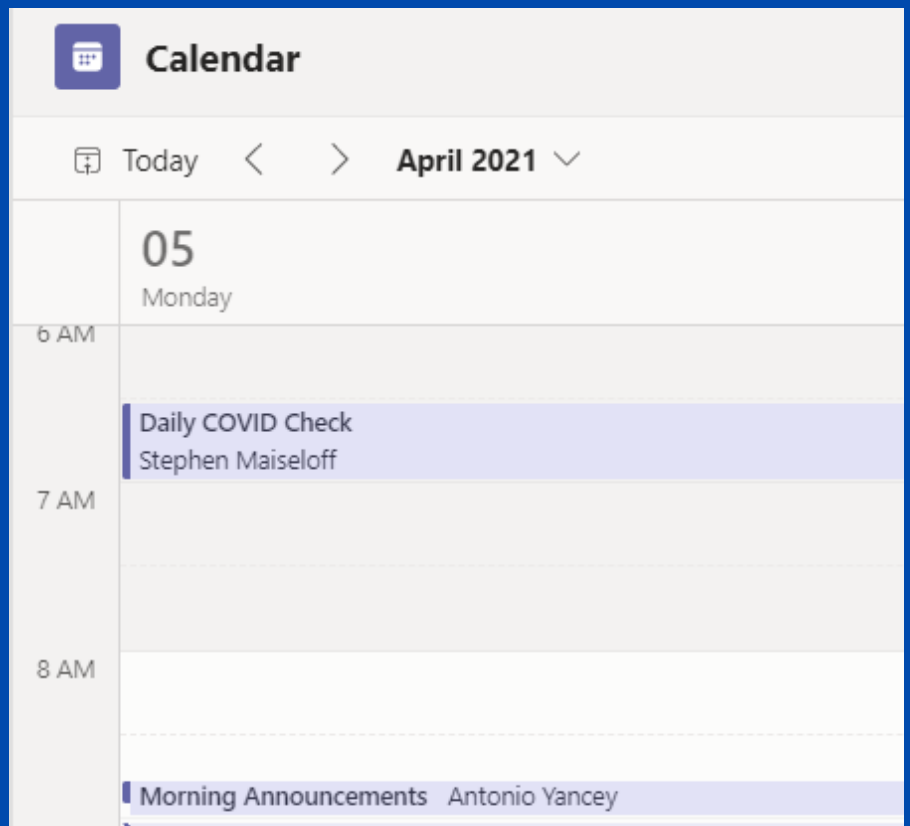 Calendar
Today April 2021
05
Monday
6 AM
Daily COVID Check
Stephen Maiseloff
7 AM
8 AM
Morning Announcements Antonio Yancey